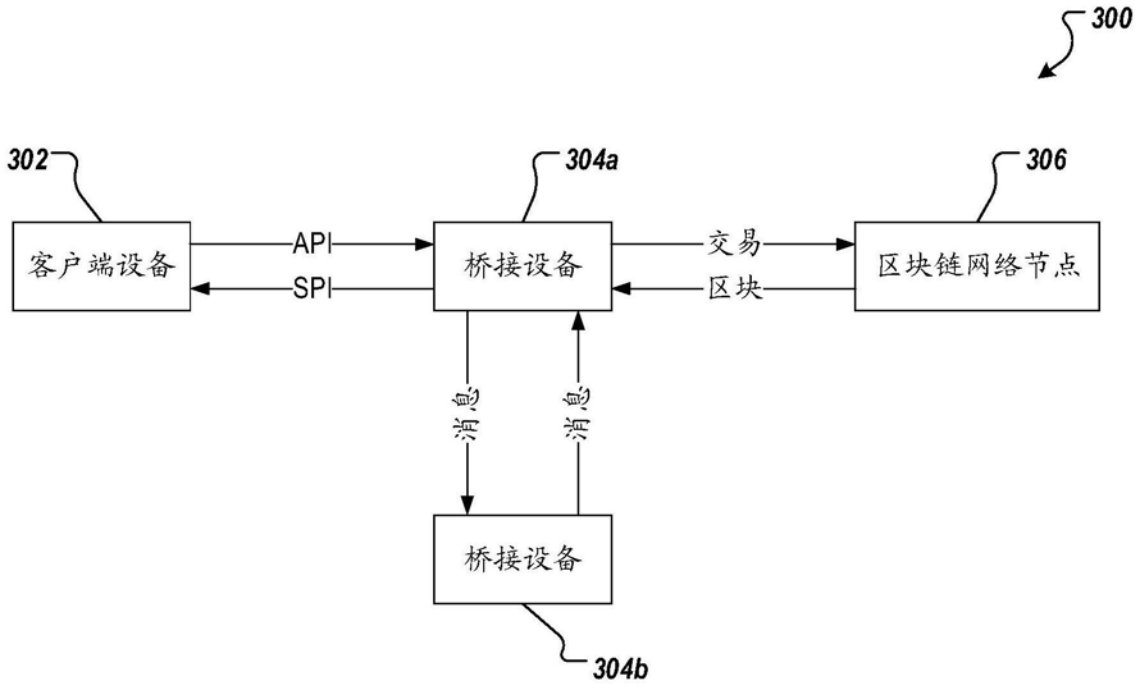 300
302
304a
306
客户端设备
API
SPI
桥接设备
交易
区块
区块链网络节点
消息
消息
桥接设备
304b